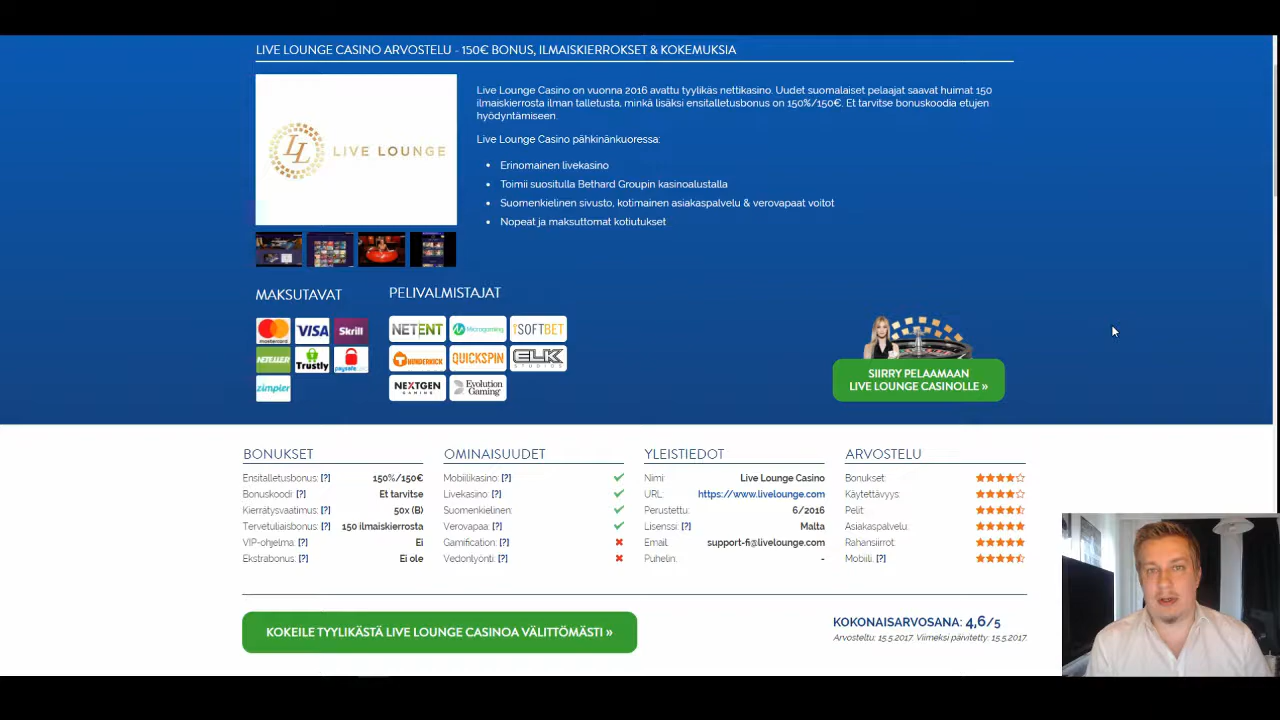 LIVE LOUNGE CASINO ARVOSTELU - 150€ BONUS, ILMAISKIERROKSET & KOKEMUKSIA
LL LIVE LOUNGE
Live Lounge Casino on vuonna 2016 avattu tyylikäs nettikasino. Uudet suomalaiset pelaajat saavat huimat 150
ilmaiskierrosta ilman talletusta, minkä lisäksi ensitalletusbonus on 150%/150€. Et tarvitse bonuskoodia etujen
hyödyntämiseen.
Live Lounge Casino pähkinänkuoressa:
• Erinomainen livekasino
• Toimii suositulla Bethard Groupin kasinoalustalla
• Suomenkielinen sivusto, kotimainen asiakaspalvelu & verovapaat voitot
• Nopeat ja maksuttomat kotiutukset
MAKSUTAVAT
mastercard VISA Skrill
NETELLER Trustly paysafecard
zimpler
PELIVALMISTAJAT
NETENT Microgaming iSOFTBET
THUNDERKICK QUICKSPIN ELK STUDIOS
NEXTGEN GAMING Evolution Gaming
SIIRRY PELAAMAAN
LIVE LOUNGE CASINOLLE »
BONUKSET
Ensitalletusbonus: [?] 150%/150€
Bonuskoodi: [?] Et tarvitse
Kierrätysvaatimus: [?] 50x (B)
Tervetuliaisbonus: [?] 150 ilmaiskierrosta
VIP-ohjelma: [?] Ei
Ekstrabonus: [?] Ei ole
OMINAISUUDET
Mobiilikasino: [?]
Livekasino: [?]
Suomenkielinen:
Verovapaa: [?]
Gamification: [?]
Vedonlyönti: [?]
YLEISTIEDOT
Nimi: Live Lounge Casino
URL: https://www.livelounge.com
Perustettu: 6/2016
Lisenssi: [?] Malta
Email: support-fi@livelounge.com
Puhelin: -
ARVOSTELU
Bonukset:
Käytettävyys:
Pelit:
Asiakaspalvelu:
Rahansiirrot:
Mobiili: [?]
KOKEILE TYYLIKÄSTÄ LIVE LOUNGE CASINOA VÄLITTÖMÄSTI »
KOKONAISARVOSANA: 4,6/5
Arvosteltu: 15.5.2017. Viimeksi päivitetty: 15.5.2017.